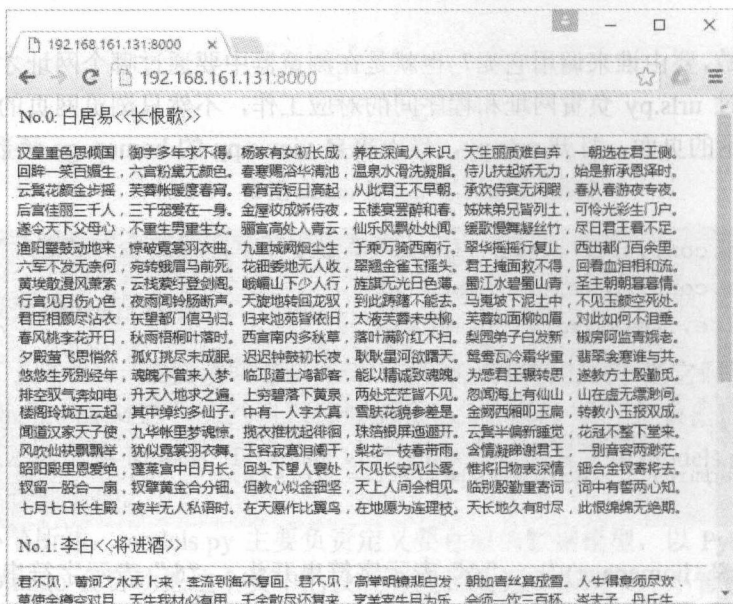 192.168.161.131:8000
192.168.161.131:8000
No.0: 白居易<<长恨歌>>
汉皇重色思倾国，御宇多年求不得。杨家有女初长成，养在深闺人未识。天生丽质难自弃，一朝选在君王侧。
回眸一笑百媚生，六宫粉黛无颜色。春寒赐浴华清池，温泉水滑洗凝脂。侍儿扶起娇无力，始是新承恩泽时。
云鬓花颜金步摇，芙蓉帐暖度春宵。春宵苦短日高起，从此君王不早朝。承欢侍宴无闲暇，春从春游夜专夜。
后宫佳丽三千人，三千宠爱在一身。金屋妆成娇侍夜，玉楼宴罢醉和春。姊妹弟兄皆列土，可怜光彩生门户。
遂令天下父母心，不重生男重生女。骊宫高处入青云，仙乐风飘处处闻。缓歌慢舞凝丝竹，尽日君王看不足。
渔阳鼙鼓动地来，惊破霓裳羽衣曲。九重城阙烟尘生，千乘万骑西南行。翠华摇摇行复止，西出都门百余里。
六军不发无奈何，宛转蛾眉马前死。花钿委地无人收，翠翘金雀玉搔头。君王掩面救不得，回看血泪相和流。
黄埃散漫风萧索，云栈萦纡登剑阁。峨嵋山下少人行，旌旗无光日色薄。蜀江水碧蜀山青，圣主朝朝暮暮情。
行宫见月伤心色，夜雨闻铃肠断声。天旋地转回龙驭，到此踌躇不能去。马嵬坡下泥土中，不见玉颜空死处。
君臣相顾尽沾衣，东望都门信马归。归来池苑皆依旧，太液芙蓉未央柳。芙蓉如面柳如眉，对此如何不泪垂。
春风桃李花开日，秋雨梧桐叶落时。西宫南内多秋草，落叶满阶红不扫。梨园弟子白发新，椒房阿监青娥老。
夕殿萤飞思悄然，孤灯挑尽未成眠。迟迟钟鼓初长夜，耿耿星河欲曙天。鸳鸯瓦冷霜华重，翡翠衾寒谁与共。
悠悠生死别经年，魂魄不曾来入梦。临邛道士鸿都客，能以精诚致魂魄。为感君王辗转思，遂教方士殷勤觅。
排空驭气奔如电，升天入地求之遍。上穷碧落下黄泉，两处茫茫皆不见。忽闻海上有仙山，山在虚无缥渺间。
楼阁玲珑五云起，其中绰约多仙子。中有一人字太真，雪肤花貌参差是。金阙西厢叩玉扃，转教小玉报双成。
闻道汉家天子使，九华帐里梦魂惊。揽衣推枕起徘徊，珠箔银屏迤逦开。云鬓半偏新睡觉，花冠不整下堂来。
风吹仙袂飘飘举，犹似霓裳羽衣舞。玉容寂寞泪阑干，梨花一枝春带雨。含情凝睇谢君王，一别音容两渺茫。
昭阳殿里恩爱绝，蓬莱宫中日月长。回头下望人寰处，不见长安见尘雾。惟将旧物表深情，钿合金钗寄将去。
钗留一股合一扇，钗擘黄金合分钿。但教心似金钿坚，天上人间会相见。临别殷勤重寄词，词中有誓两心知。
七月七日长生殿，夜半无人私语时。在天愿作比翼鸟，在地愿为连理枝。天长地久有时尽，此恨绵绵无绝期。
No.1: 李白<<将进酒>>
君不见，黄河之水天上来，奔流到海不复回。君不见，高堂明镜悲白发，朝如青丝暮成雪。人生得意须尽欢
莫使金樽空对月。天生我材必有用，千金散尽还复来。烹羊宰牛且为乐，会须一饮三百杯。岑夫子，丹丘生